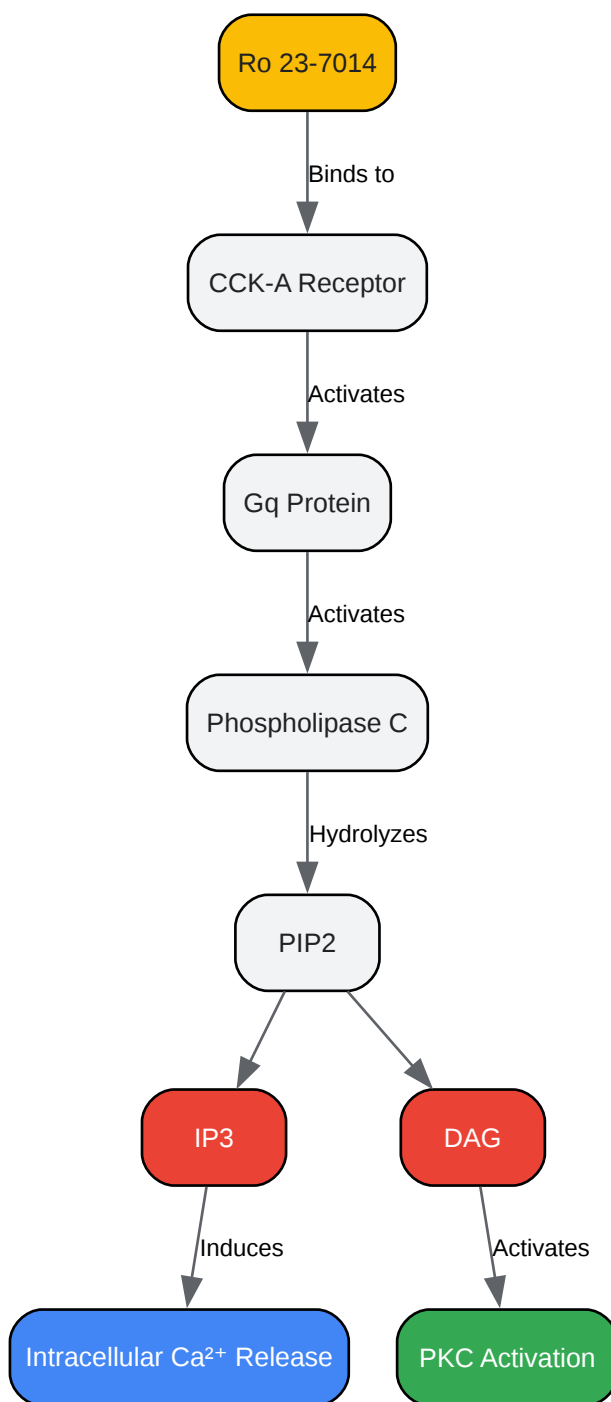 Ro 23-7014
Binds to
CCK-A Receptor
Activates
Gq Protein
Activates
Phospholipase C
Hydrolyzes
PIP2
IP3
DAG
Induces
Activates
Intracellular Ca²⁺ Release
PKC Activation